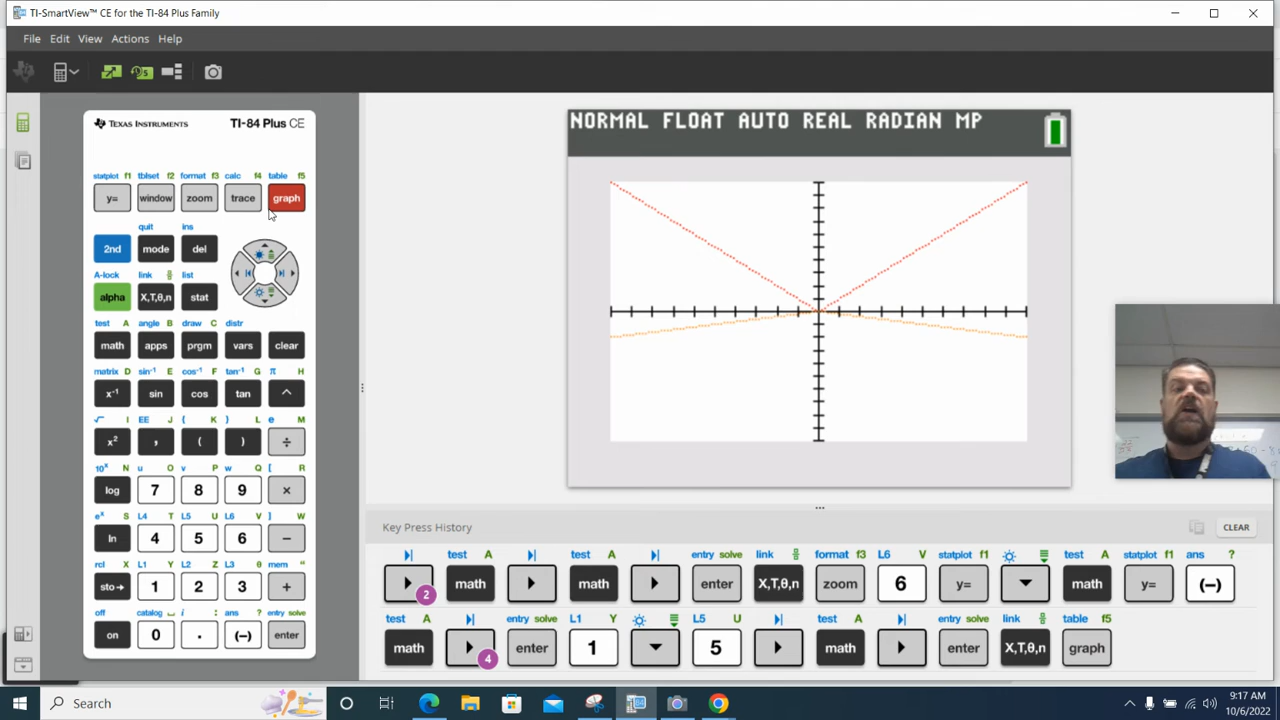 TI-SmartView™ CE for the TI-84 Plus Family
File Edit View Actions Help
TEXAS INSTRUMENTS TI-84 Plus CE
statplot f1 tblset f2 format f3 calc f4 table f5
y= window zoom trace graph
quit ins
2nd mode del
A-lock link list
alpha X,T,θ,n stat
test A angle B draw C distr
math apps prgm vars clear
matrix D sin⁻¹ E cos⁻¹ F tan⁻¹ G π H
x⁻¹ sin cos tan ^
√ I EE J { K } L e M
x² , ( ) ÷
10ˣ N u O v P w Q [ R
log 7 8 9 ×
eˣ S L4 T L5 U L6 V ] W
ln 4 5 6 −
rcl X L1 Y L2 Z L3 θ mem "
sto→ 1 2 3 +
off catalog i : ans ? entry solve
on 0 . (−) enter
NORMAL FLOAT AUTO REAL RADIAN MP
Key Press History CLEAR
test A test A entry solve link format f3 L6 V statplot f1 test A statplot f1 ans ?
2 math math enter X,T,θ,n zoom 6 y= math y= (−)
test A entry solve L1 Y L5 U test A entry solve link table f5
math 4 enter 1 5 math enter X,T,θ,n graph
Search
9:17 AM
10/6/2022